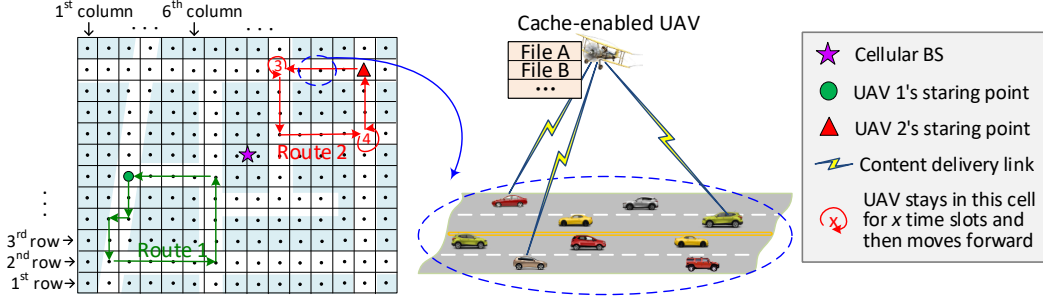 1st column
6th column
. . .
. . .
3
4
Route 2
Route 1
3rd row
2nd row
1st row
Cache-enabled UAV
File A
File B
...
Cellular BS
UAV 1's staring point
UAV 2's staring point
Content delivery link
x
UAV stays in this cell
for x time slots and
then moves forward